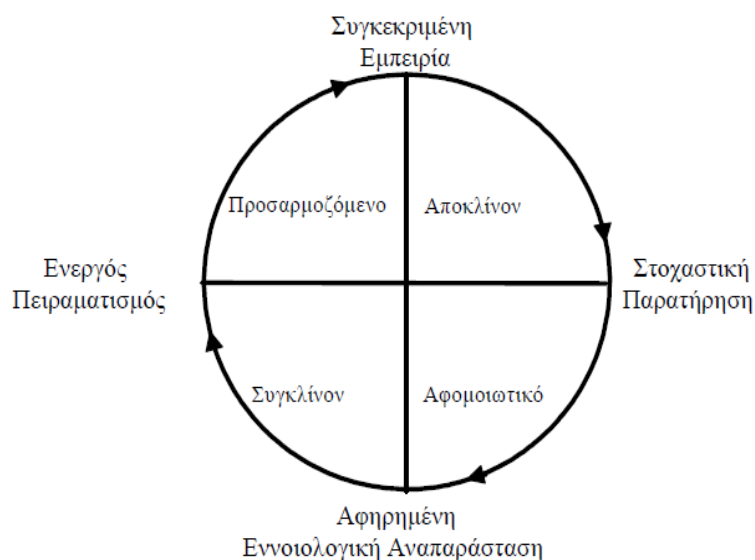 Συγκεκριμένη
Εμπειρία
Προσαρμοζόμενο
Αποκλίνον
Ενεργός
Πειραματισμός
Στοχαστική
Παρατήρηση
Συγκλίνον
Αφομοιωτικό
Αφηρημένη
Εννοιολογική Αναπαράσταση